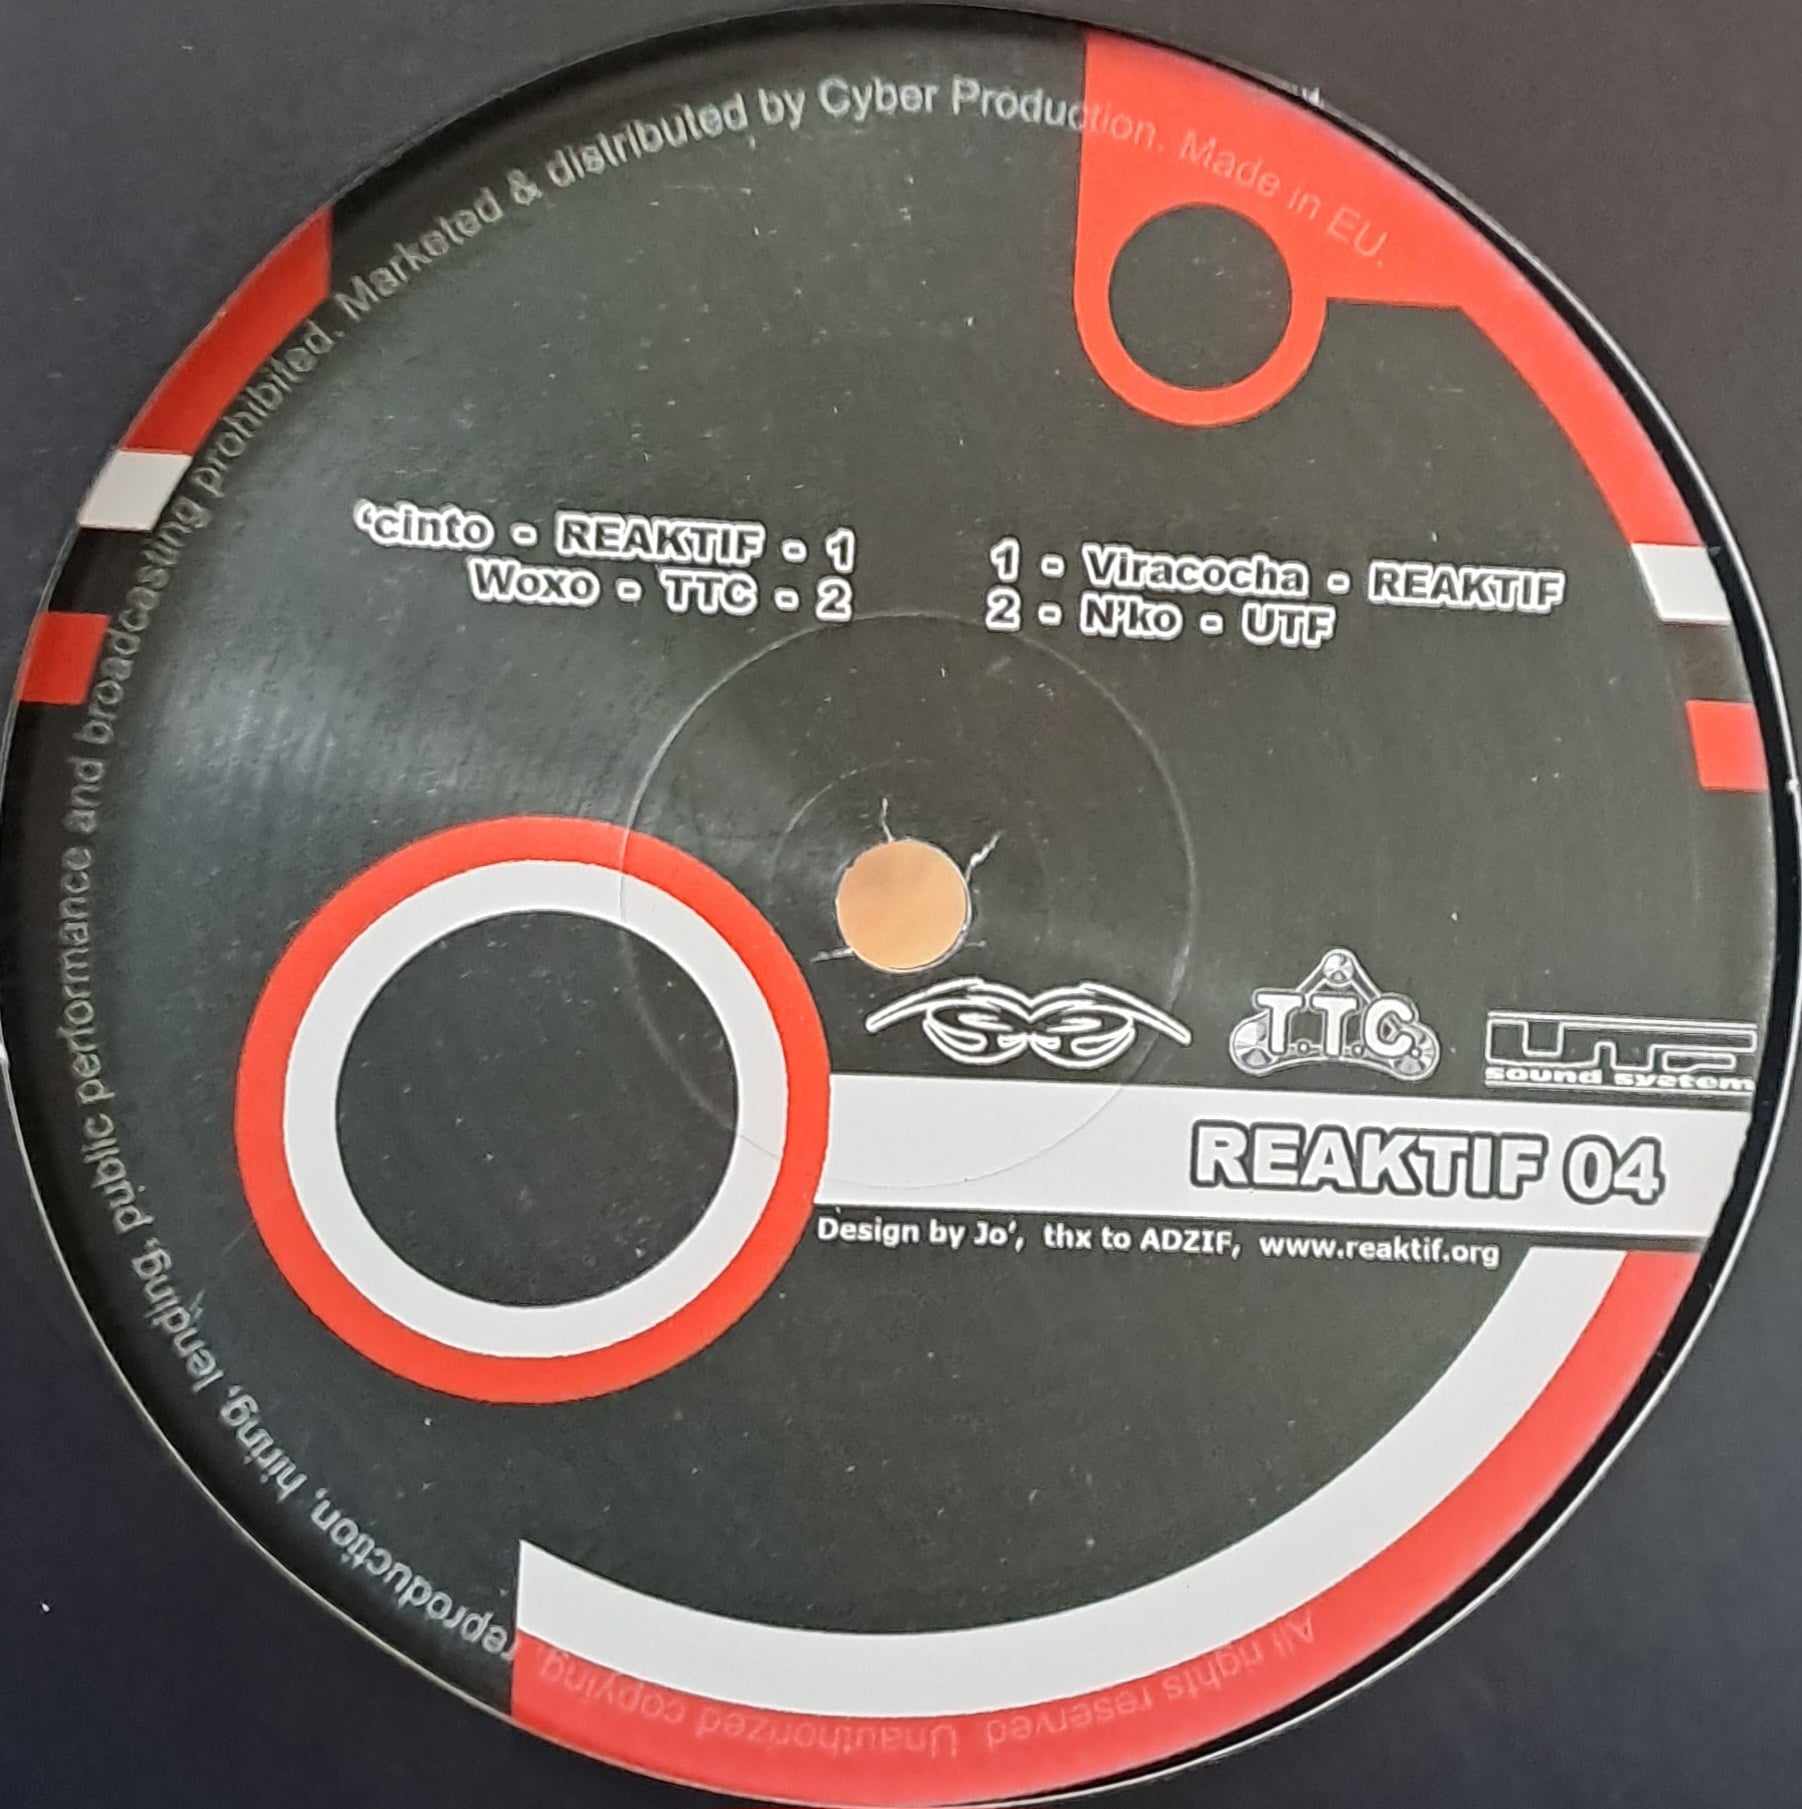 All rights reserved Unauthorized copying, reproduction, hiring, lending, public performance and broadcasting prohibited. Marketed & distributed by Cyber Production. Made in EU.
‘cinto - REAKTIF - 1
Woxo - TTC - 2
1 - Viracocha - REAKTIF
2 - N'ko - UTF
T.T.C.
UTF
sound system
REAKTIF 04
Design by Jo', thx to ADZIF, www.reaktif.org